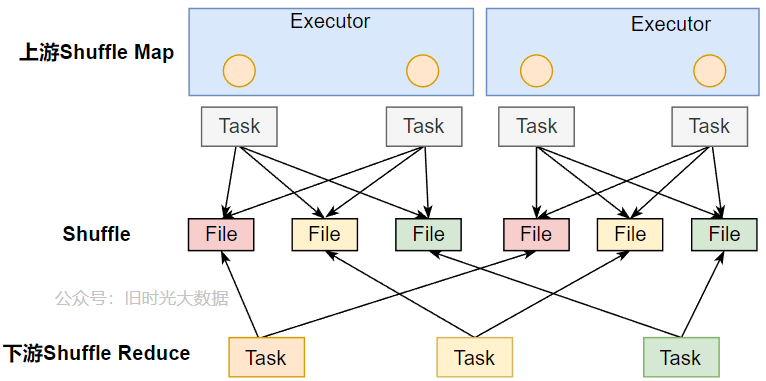 Executor
Executor
上游Shuffle Map
Task
Task
Task
Task
Shuffle
File
File
File
File
File
File
公众号：旧时光大数据
下游Shuffle Reduce
Task
Task
Task